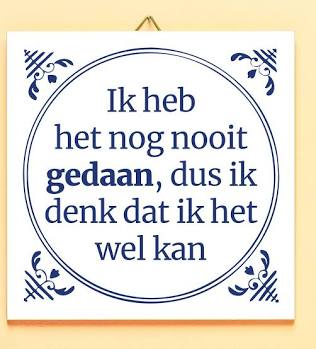 Ik heb
het nog nooit
gedaan, dus ik
denk dat ik het
wel kan